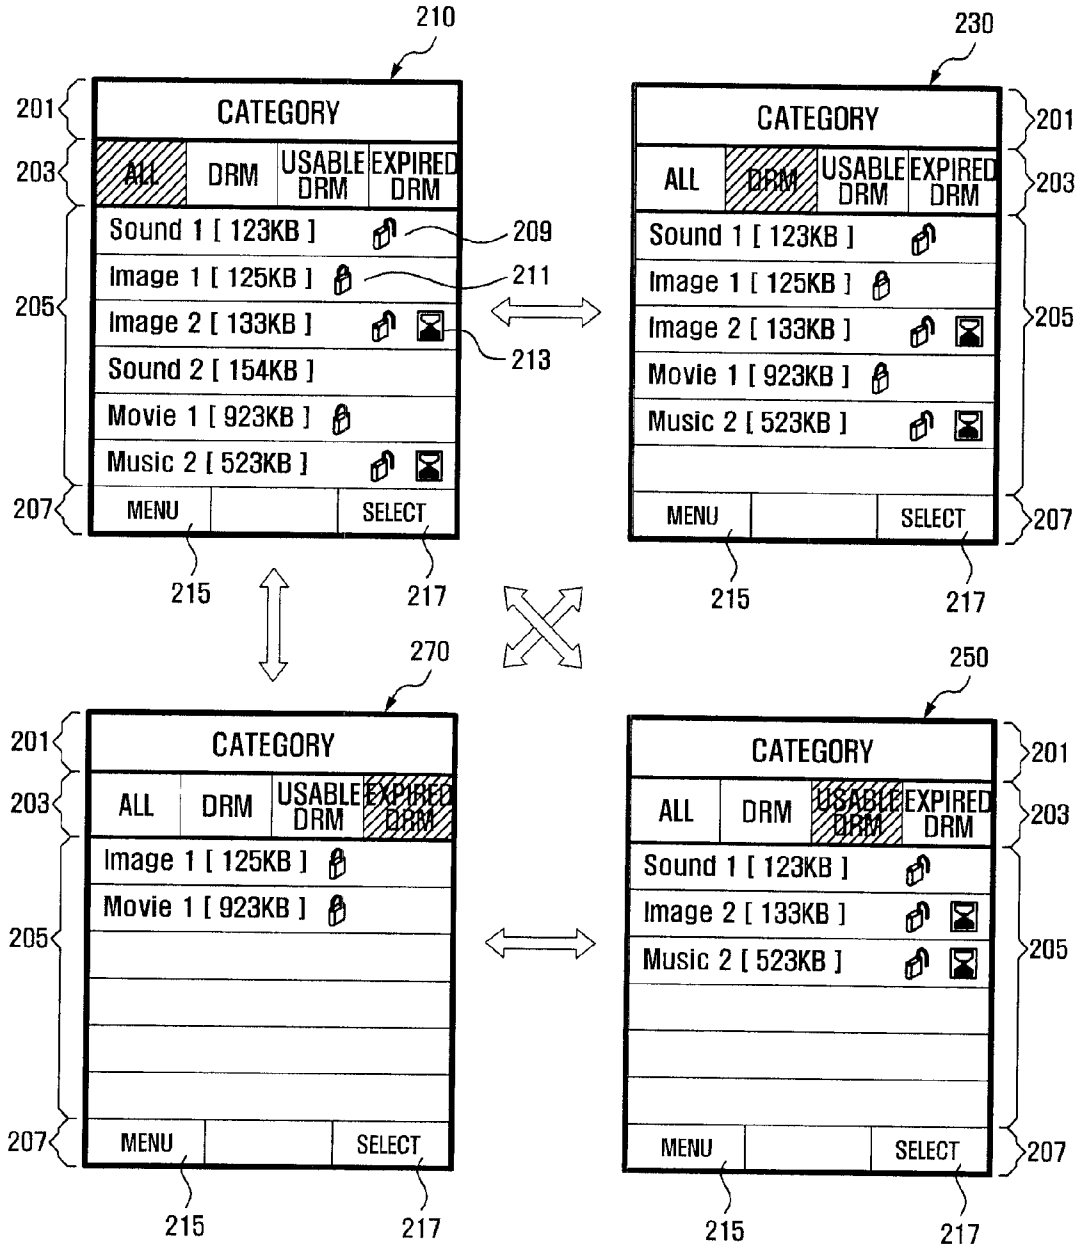 210
201
CATEGORY
203
ALL
DRM
USABLE
DRM
EXPIRED
DRM
205
Sound 1 [ 123KB ]
209
Image 1 [ 125KB ]
211
Image 2 [ 133KB ]
213
Sound 2 [ 154KB ]
Movie 1 [ 923KB ]
Music 2 [ 523KB ]
207
MENU
SELECT
215
217
230
CATEGORY
201
ALL
DRM
USABLE
DRM
EXPIRED
DRM
203
Sound 1 [ 123KB ]
Image 1 [ 125KB ]
Image 2 [ 133KB ]
205
Movie 1 [ 923KB ]
Music 2 [ 523KB ]
MENU
SELECT
207
215
217
270
201
CATEGORY
203
ALL
DRM
USABLE
DRM
EXPIRED
DRM
Image 1 [ 125KB ]
Movie 1 [ 923KB ]
205
207
MENU
SELECT
215
217
250
CATEGORY
201
ALL
DRM
USABLE
DRM
EXPIRED
DRM
203
Sound 1 [ 123KB ]
Image 2 [ 133KB ]
Music 2 [ 523KB ]
205
MENU
SELECT
207
215
217